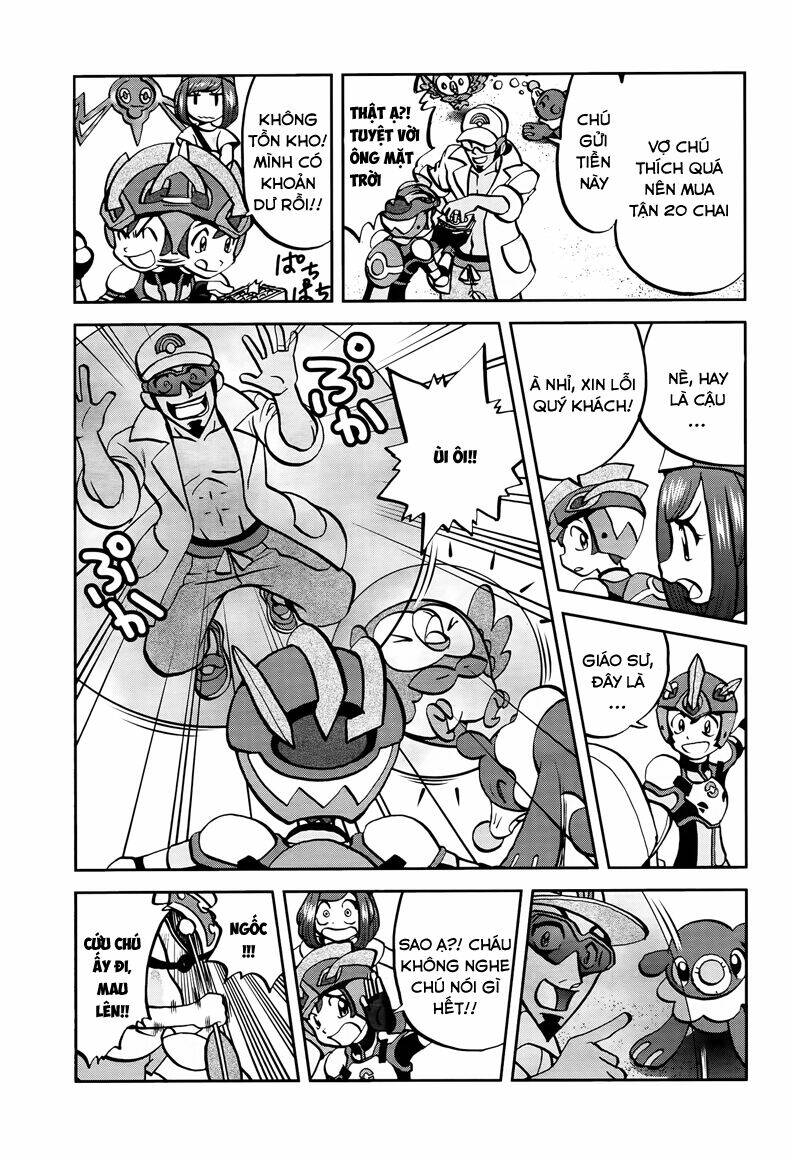 VỢ CHÚ
THÍCH QUÁ
NÊN MUA
TẬN 20 CHAI
CHÚ
GỬI
TIỀN
NÀY
THẬT Ạ?!
TUYỆT VỜI
ÔNG MẶT
TRỜI
KHÔNG
TỒN KHO!
MÌNH CÓ
KHOẢN
DƯ RỒI!!
ぱち
ぱち
NÈ, HAY
LÀ CẬU
...
À NHỈ, XIN LỖI
QUÝ KHÁCH!
GIÁO SƯ,
ĐÂY LÀ
...
ÙI ÔI!!
ぷか
ぷか
SAO Ạ?! CHÁU
KHÔNG NGHE
CHÚ NÓI GÌ
HẾT!!
NGỐC
!!!
CỨU CHÚ
ẤY ĐI,
MAU
LÊN!!